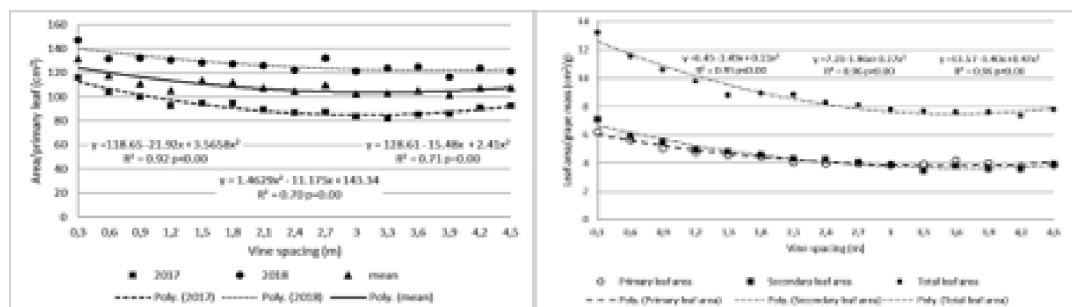 160
140
120
100
80
60
40
20
0
Area/primary leaf (cm²)
y =118.65 -21.92x + 3.5658x²
R² = 0.92 p=0.00
y = 128.61 - 15.48x + 2.41x²
R² = 0.71 p=0.00
y = 1.4629x² - 11.175x + 143.34
R² = 0.70 p=0.00
0,3 0,6 0,9 1,2 1,5 1,8 2,1 2,4 2,7 3 3,3 3,6 3,9 4,2 4,5
Vine spacing (m)
2017 2018 mean
Poly. (2017) Poly. (2018) Poly. (mean)
14
12
10
8
6
4
2
0
Leaf area/grape mass (cm²/g)
R² = 0.96 p=0.00
R² = 0.96 p=0.00
0,3 0,6 0,9 1,2 1,5 1,8 2,1 2,4 2,7 3 3,3 3,6 3,9 4,2 4,5
Vine spacing (m)
Primary leaf area Secondary leaf area Total leaf area
Poly. (Primary leaf area) Poly. (Secondary leaf area) Poly. (Total leaf area)